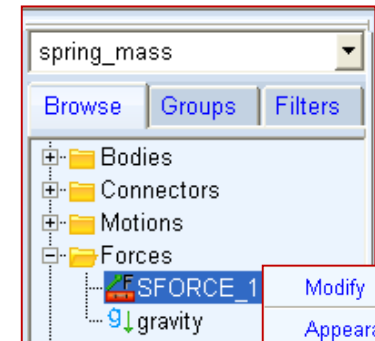 spring_mass
Browse Groups Filters
Bodies
Connectors
Motions
Forces
SFORCE_1 Modify
gravity